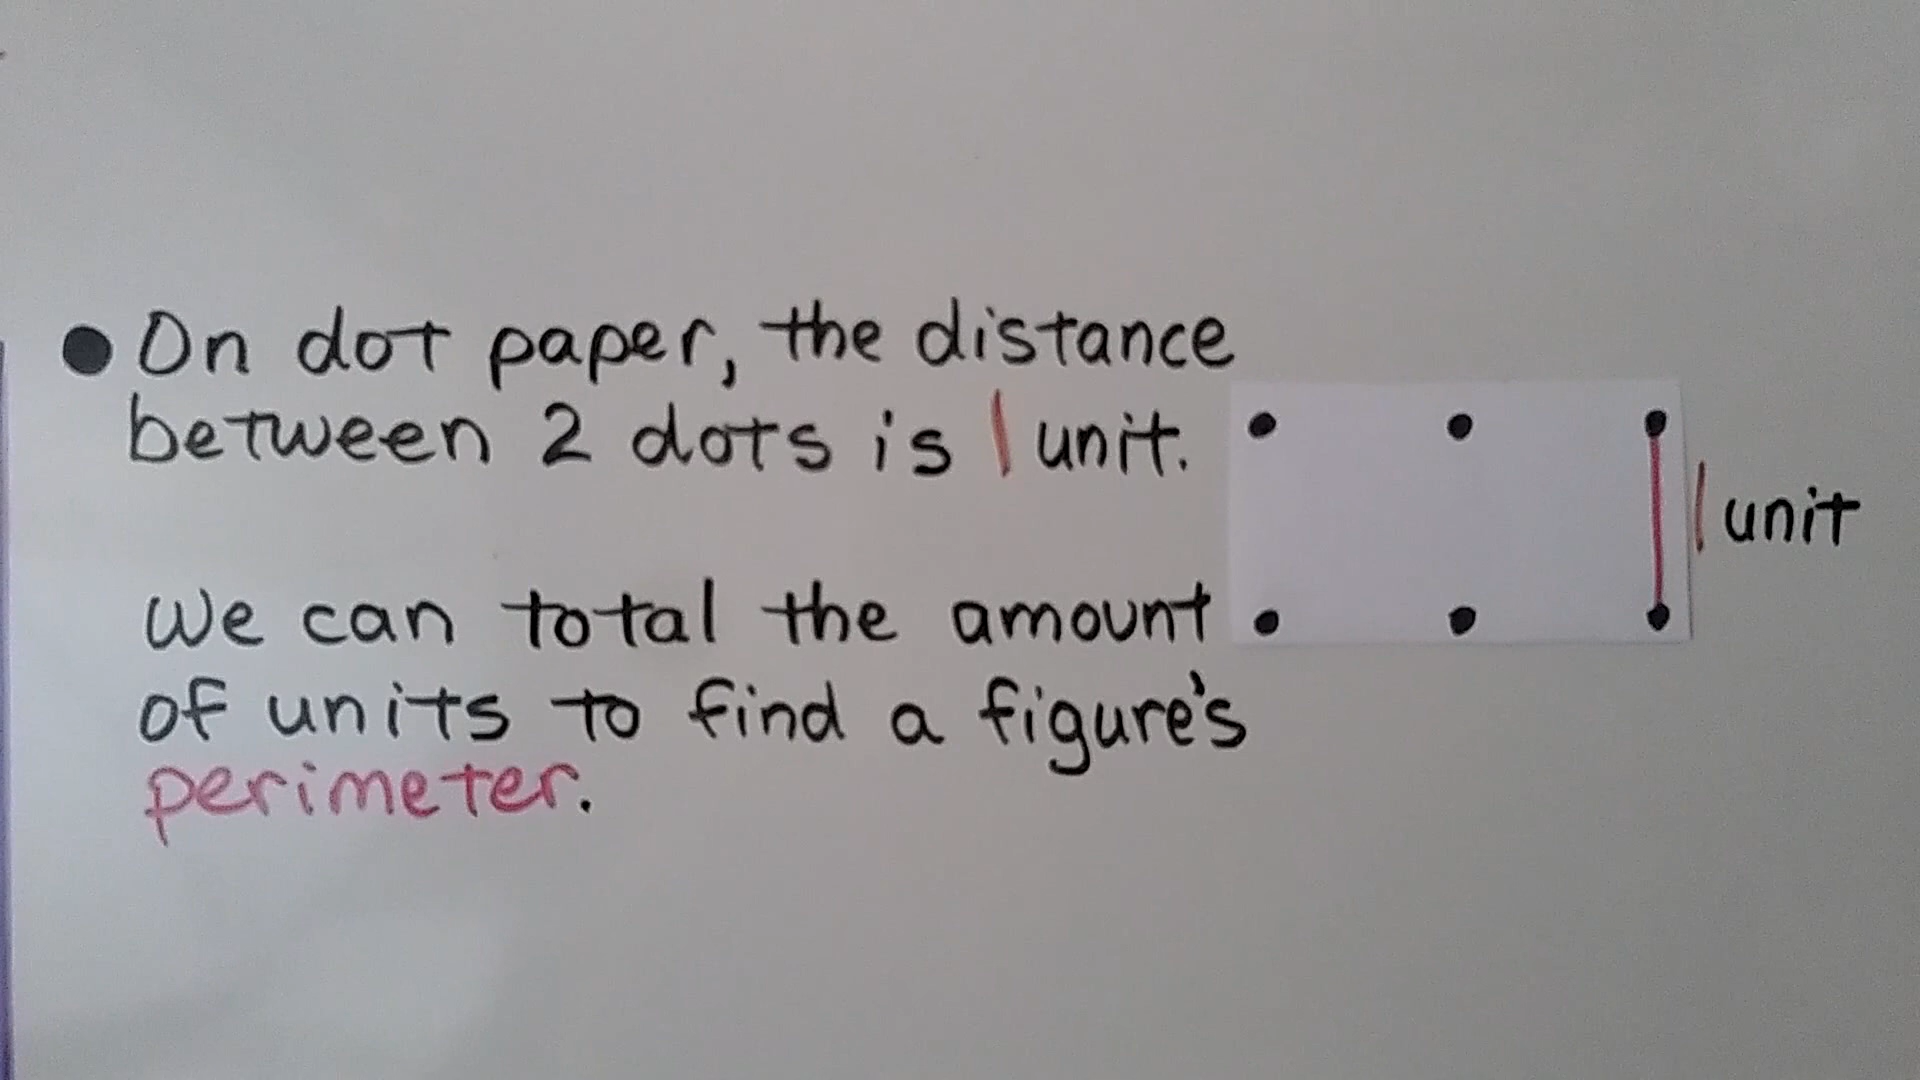 ● On dot paper, the distance
between 2 dots is 1 unit.
1 unit
We can total the amount
of units to find a figure's
perimeter.